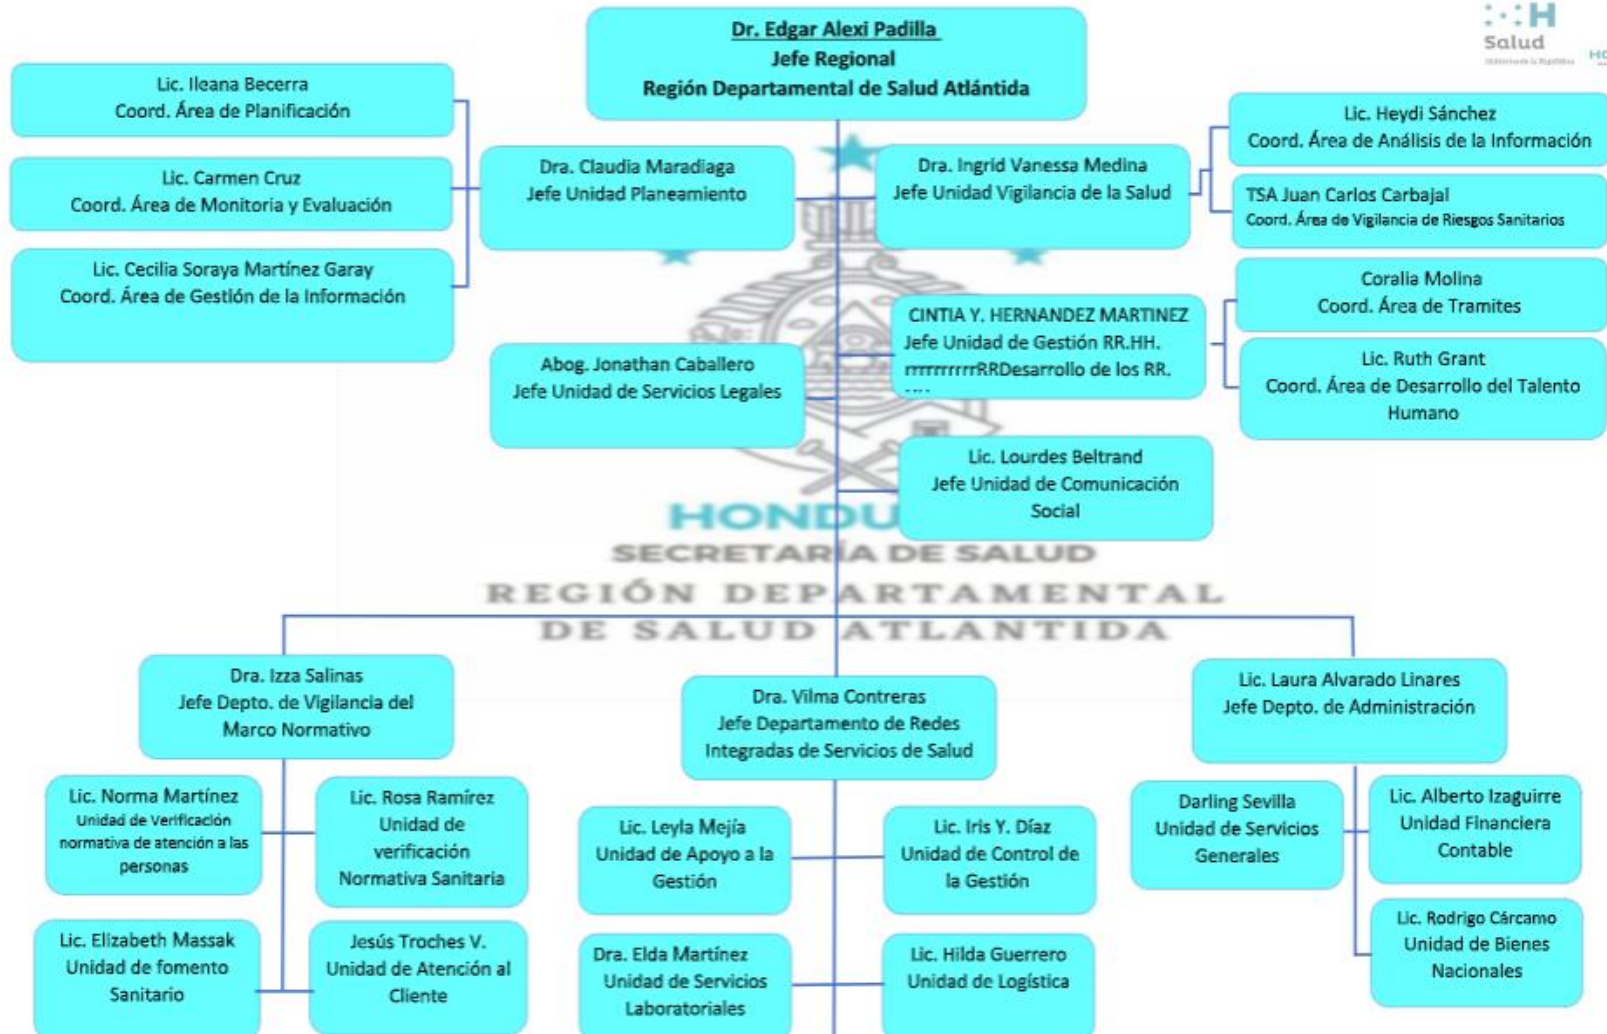 Dr. Edgar Alexi Padilla
Jefe Regional
Región Departamental de Salud Atlántida
Salud
Lic. Ileana Becerra
Coord. Área de Planificación
Lic. Carmen Cruz
Coord. Área de Monitoria y Evaluación
Lic. Cecilia Soraya Martínez Garay
Coord. Área de Gestión de la Información
Dra. Claudia Maradiaga
Jefe Unidad Planeamiento
Dra. Ingrid Vanessa Medina
Jefe Unidad Vigilancia de la Salud
Lic. Heydi Sánchez
Coord. Área de Análisis de la Información
TSA Juan Carlos Carbajal
Coord. Área de Vigilancia de Riesgos Sanitarios
Abog. Jonathan Caballero
Jefe Unidad de Servicios Legales
CINTIA Y. HERNANDEZ MARTINEZ
Jefe Unidad de Gestión RR.HH.
rrrrrrrrrrRRDesarrollo de los RR.
Coralia Molina
Coord. Área de Tramites
Lic. Ruth Grant
Coord. Área de Desarrollo del Talento
Humano
Lic. Lourdes Beltrand
Jefe Unidad de Comunicación
Social
SECRETARÍA DE SALUD
REGIÓN DEPARTAMENTAL
DE SALUD ATLANTIDA
Dra. Izza Salinas
Jefe Depto. de Vigilancia del
Marco Normativo
Lic. Norma Martínez
Unidad de Verificación
normativa de atención a las
personas
Lic. Rosa Ramírez
Unidad de
verificación
Normativa Sanitaria
Lic. Elizabeth Massak
Unidad de fomento
Sanitario
Jesús Troches V.
Unidad de Atención al
Cliente
Dra. Vilma Contreras
Jefe Departamento de Redes
Integradas de Servicios de Salud
Lic. Leyla Mejía
Unidad de Apoyo a la
Gestión
Lic. Iris Y. Díaz
Unidad de Control de
la Gestión
Dra. Elda Martínez
Unidad de Servicios
Laboratoriales
Lic. Hilda Guerrero
Unidad de Logística
Lic. Laura Alvarado Linares
Jefe Depto. de Administración
Darling Sevilla
Unidad de Servicios
Generales
Lic. Alberto Izaguirre
Unidad Financiera
Contable
Lic. Rodrigo Cárcamo
Unidad de Bienes
Nacionales